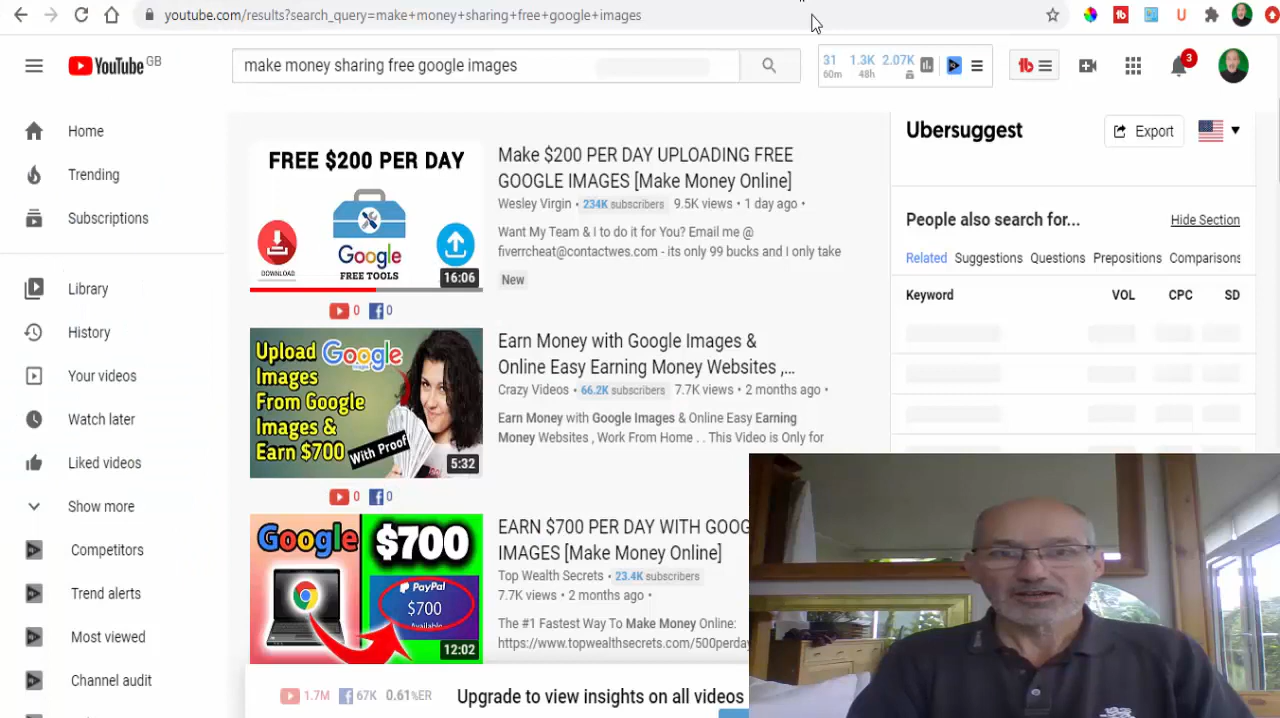 youtube.com/results?search_query=make+money+sharing+free+google+images
YouTube GB
make money sharing free google images
31 1.3K 2.07K
60m 48h
3
Home
Trending
Subscriptions
Library
History
Your videos
Watch later
Liked videos
Show more
Competitors
Trend alerts
Most viewed
Channel audit
FREE $200 PER DAY
DOWNLOAD
Google
FREE TOOLS
16:06
Make $200 PER DAY UPLOADING FREE
GOOGLE IMAGES [Make Money Online]
Wesley Virgin • 234K subscribers 9.5K views • 1 day ago •
Want My Team & I to do it for You? Email me @
fiverrcheat@contactwes.com - its only 99 bucks and I only take
New
0 0
Upload Google
Images
From Google
Images &
Earn $700
With Proof
5:32
Earn Money with Google Images &
Online Easy Earning Money Websites ,...
Crazy Videos • 66.2K subscribers 7.7K views • 2 months ago •
Earn Money with Google Images & Online Easy Earning
Money Websites , Work From Home . . This Video is Only for
0 0
Google $700
PayPal
$700
Available
12:02
EARN $700 PER DAY WITH GOOG
IMAGES [Make Money Online]
Top Wealth Secrets • 23.4K subscribers
7.7K views • 2 months ago •
The #1 Fastest Way To Make Money Online:
https://www.topwealthsecrets.com/500perday
1.7M 67K 0.61%ER
Upgrade to view insights on all videos
Ubersuggest
Export
People also search for...
Hide Section
Related Suggestions Questions Prepositions Comparisons
Keyword VOL CPC SD